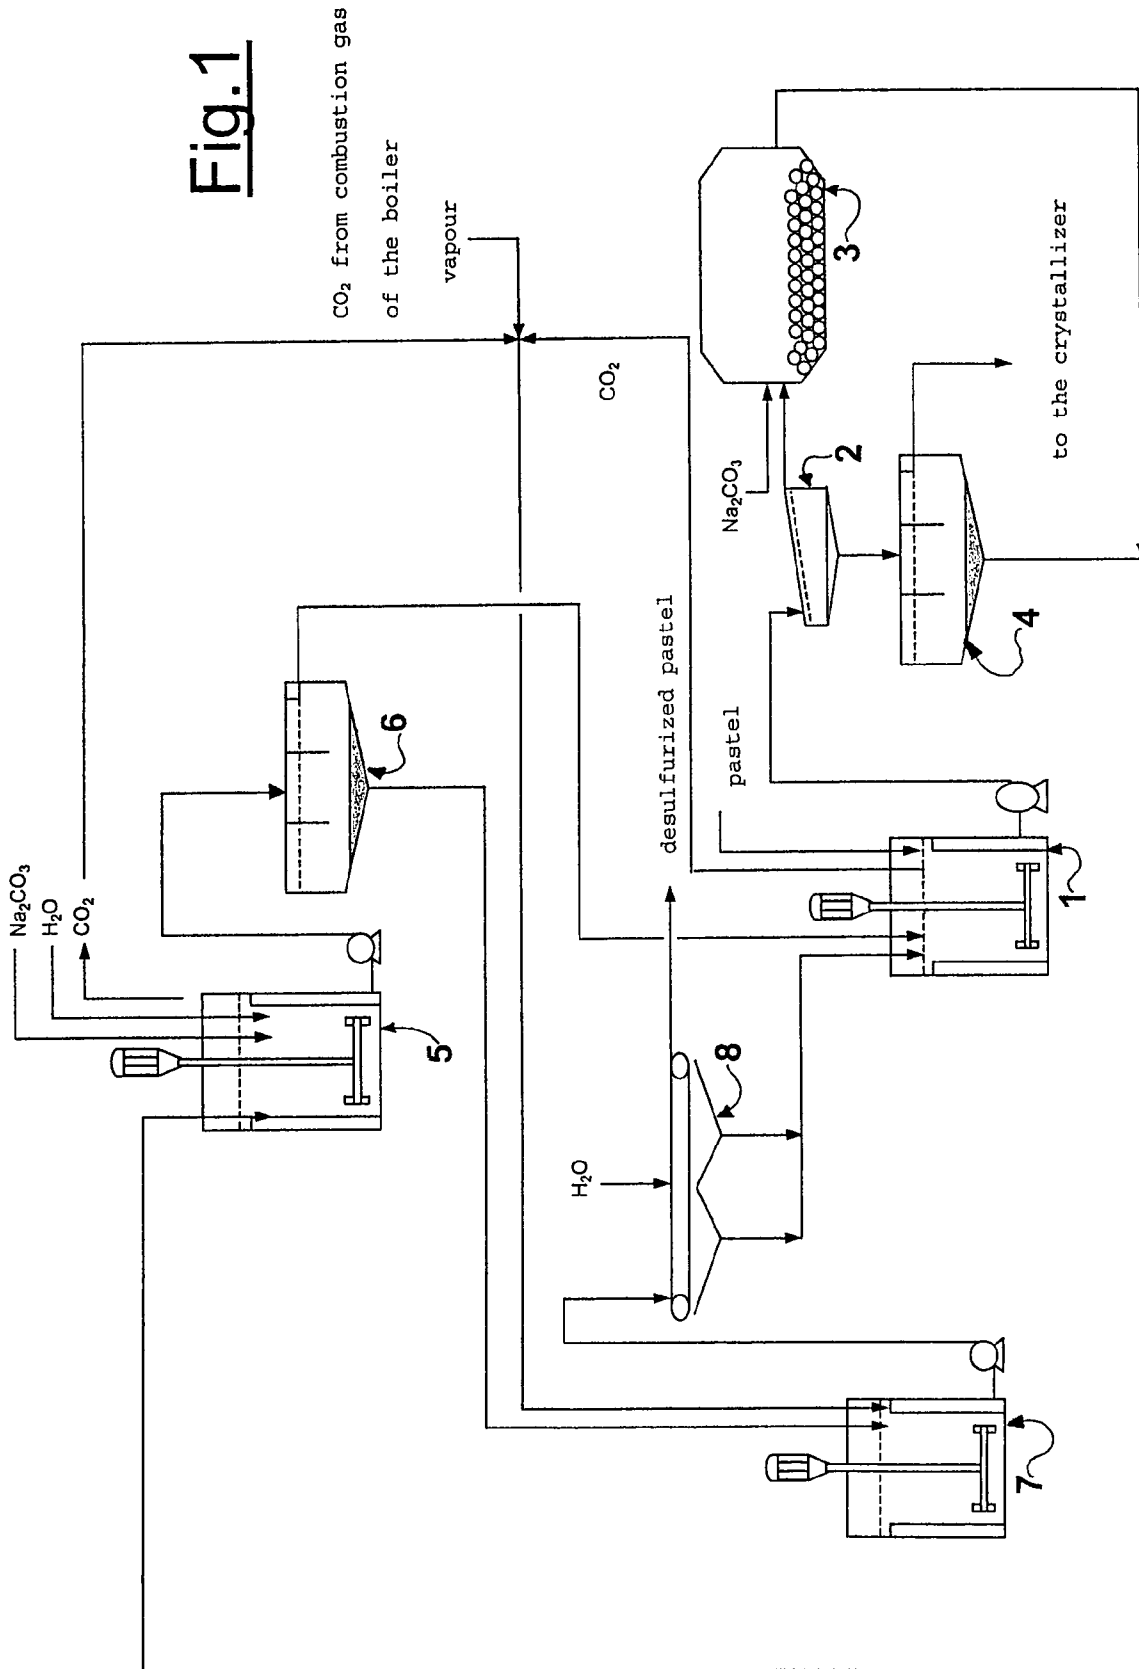 Fig.1
CO₂ from combustion gas
of the boiler
vapour
Na₂CO₃
H₂O
CO₂
CO₂
Na₂CO₃
3
2
to the crystallizer
4
6
desulfurized pastel
pastel
5
1
H₂O
8
7